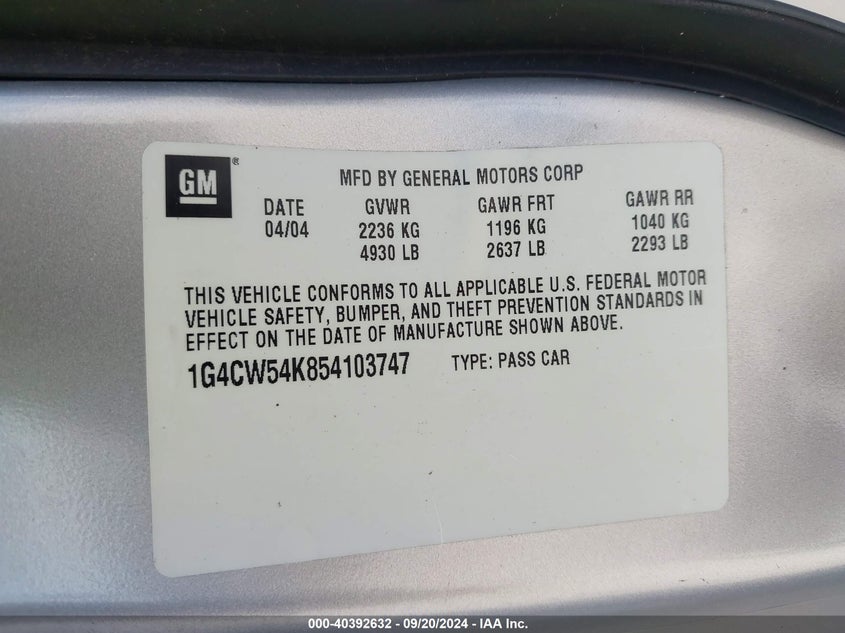 GM®
MFD BY GENERAL MOTORS CORP
DATE GVWR GAWR FRT GAWR RR
04/04 2236 KG 1196 KG 1040 KG
4930 LB 2637 LB 2293 LB
THIS VEHICLE CONFORMS TO ALL APPLICABLE U.S. FEDERAL MOTOR
VEHICLE SAFETY, BUMPER, AND THEFT PREVENTION STANDARDS IN
EFFECT ON THE DATE OF MANUFACTURE SHOWN ABOVE.
1G4CW54K854103747 TYPE: PASS CAR
000-40392632 - 09/20/2024 - IAA Inc.